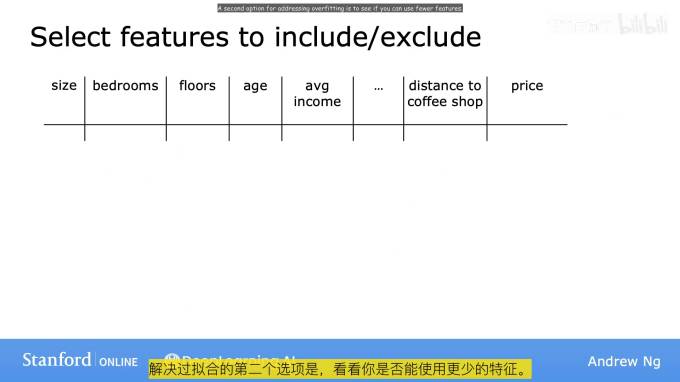 A second option for addressing overfitting is to see if you can use fewer features.
bilibili
Select features to include/exclude
size bedrooms floors age avg income ... distance to coffee shop price
Stanford ONLINE DeepLearning.AI Andrew Ng
解决过拟合的第二个选项是，看看你是否能使用更少的特征。